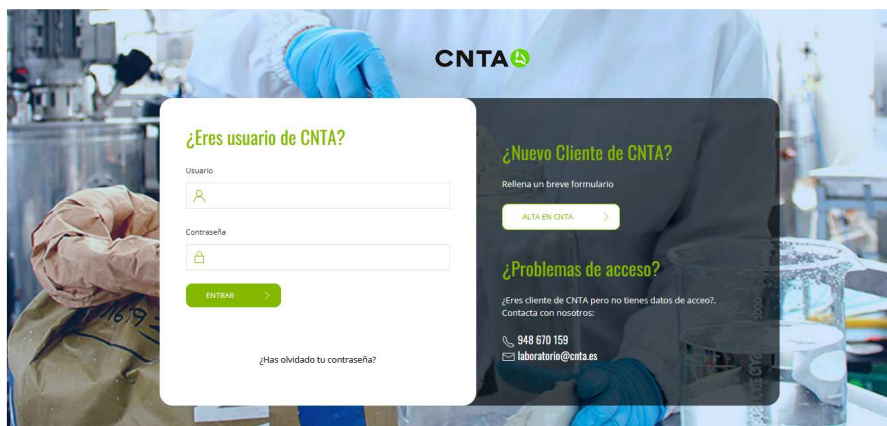 CNTA
¿Eres usuario de CNTA?
Usuario
Contraseña
ENTRAR
¿Has olvidado tu contraseña?
¿Nuevo Cliente de CNTA?
Rellena un breve formulario
ALTA EN CNTA
¿Problemas de acceso?
¿Eres cliente de CNTA pero no tienes datos de acceo?.
Contacta con nosotros:
948 670 159
laboratorio@cnta.es